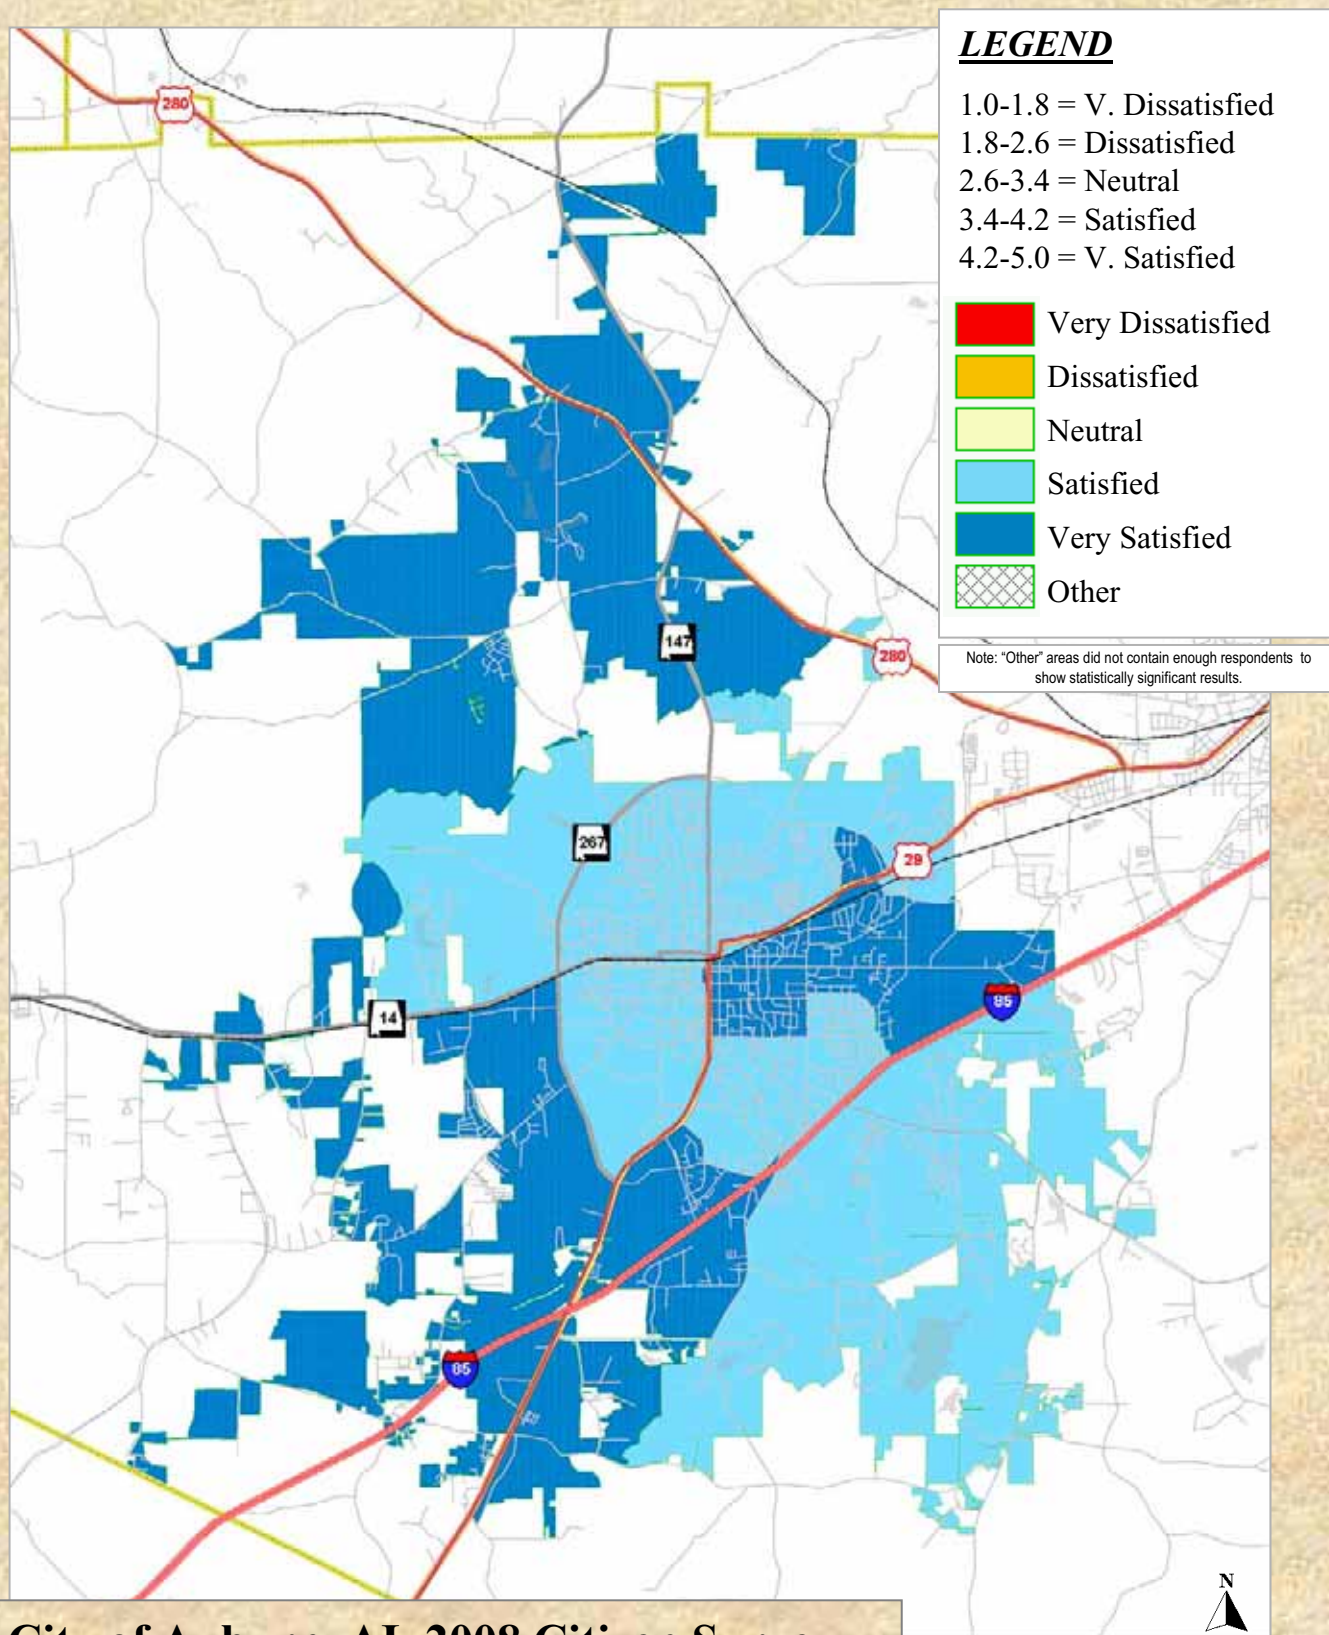 LEGEND
1.0-1.8 = V. Dissatisfied
1.8-2.6 = Dissatisfied
2.6-3.4 = Neutral
3.4-4.2 = Satisfied
4.2-5.0 = V. Satisfied
Very Dissatisfied
Dissatisfied
Neutral
Satisfied
Very Satisfied
Other
Note: “Other” areas did not contain enough respondents to
show statistically significant results.
280
147
280
267
29
85
14
85
N